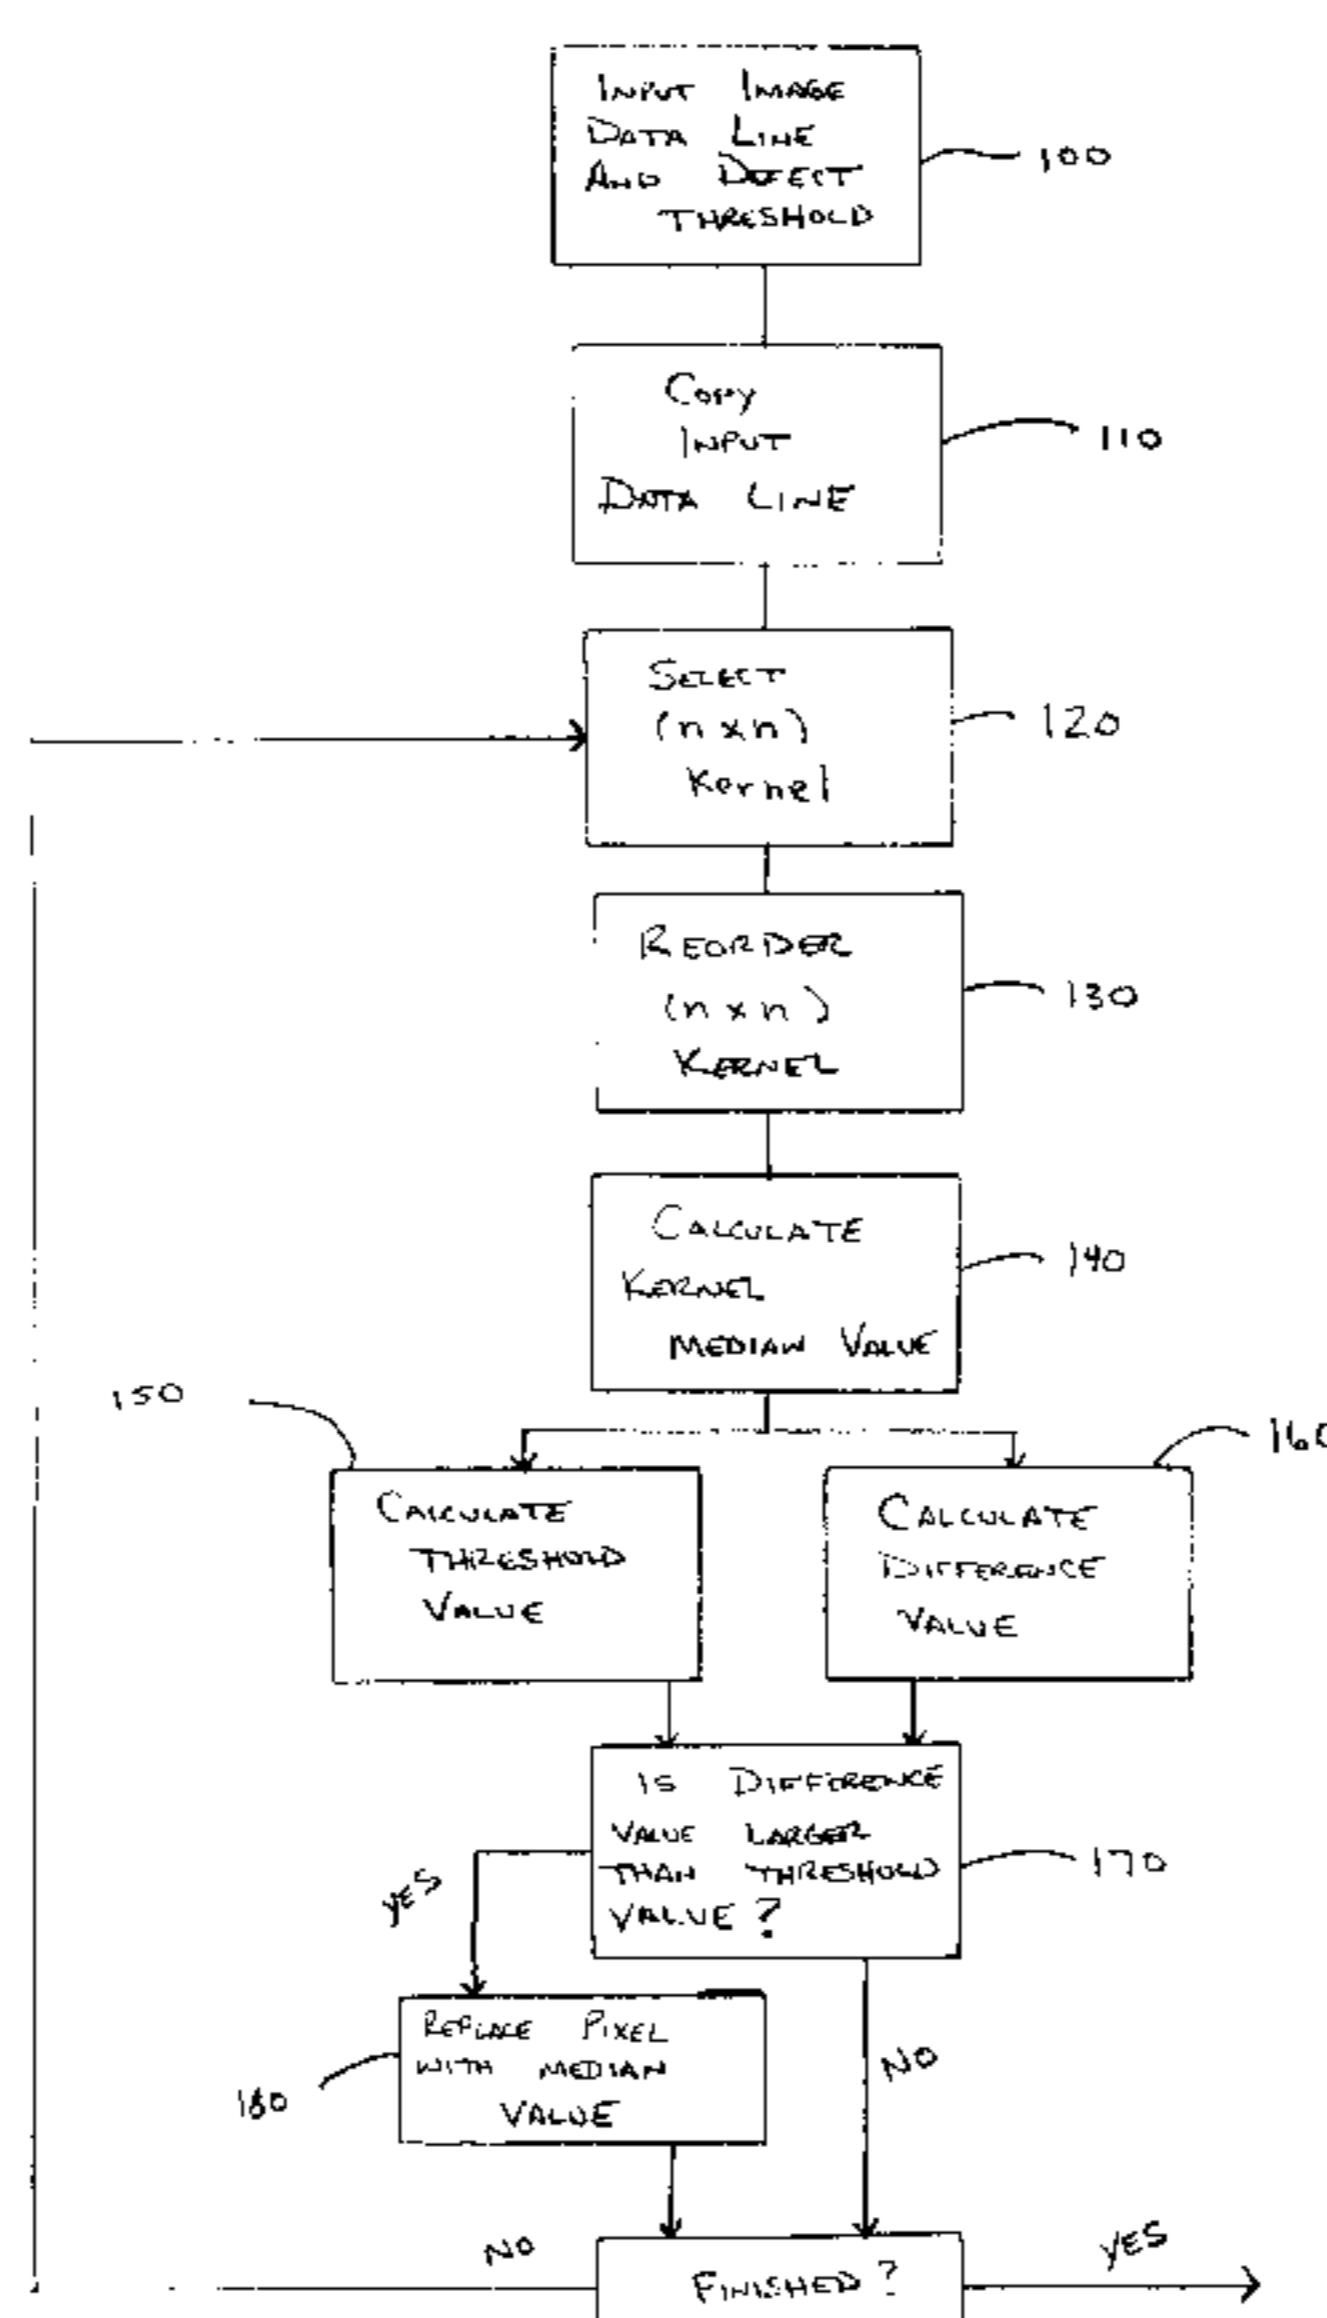 INPUT IMAGE
DATA LINE
AND DEFECT
THRESHOLD
100
COPY
INPUT
DATA LINE
110
SELECT
(n x n)
Kernel
120
REORDER
(n x n)
KERNEL
130
CALCULATE
KERNEL
MEDIAN VALUE
140
150
160
CALCULATE
THRESHOLD
VALUE
CALCULATE
DIFFERENCE
VALUE
IS DIFFERENCE
VALUE LARGER
THAN THRESHOLD
VALUE?
170
YES
REPLACE PIXEL
WITH MEDIAN
VALUE
180
NO
NO
FINISHED?
YES